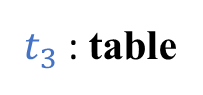 t₃ : table